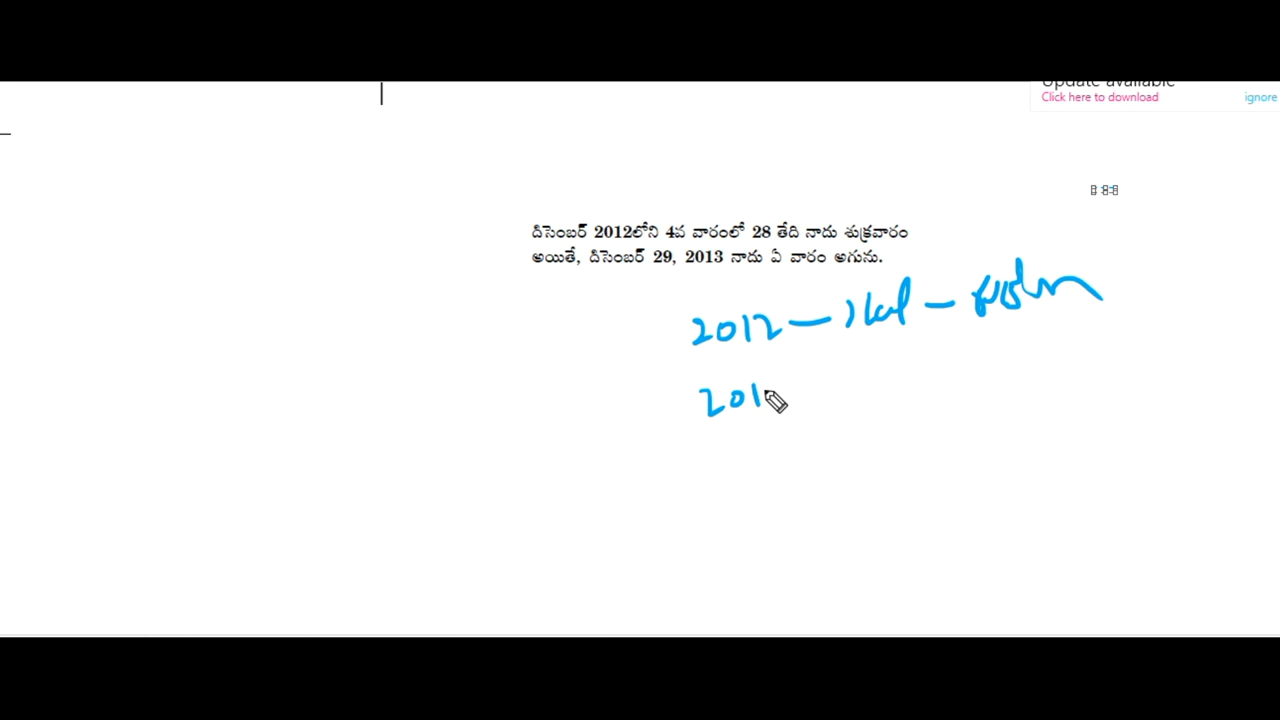 Update available
Click here to download ignore
దిసెంబర్ 2012లోని 4వ వారంలో 28 తేది నాడు శుక్రవారం
అయితే, దిసెంబర్ 29, 2013 నాడు ఏ వారం అగును.
2012 –
201